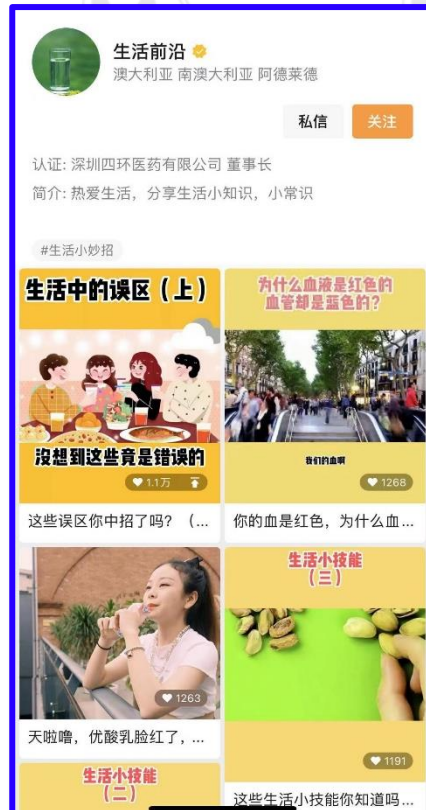 生活前沿
澳大利亚 南澳大利亚 阿德莱德
私信
关注
认证: 深圳四环医药有限公司 董事长
简介: 热爱生活，分享生活小知识，小常识
#生活小妙招
生活中的误区（上）
没想到这些竟是错误的
1.1万
这些误区你中招了吗？（...
为什么血液是红色的
血管却是蓝色的?
我们的血啊
1268
你的血是红色，为什么血...
1263
天啦噜，优酸乳脸红了，...
生活小技能
（三）
1191
这些生活小技能你知道吗...
生活小技能
（二）